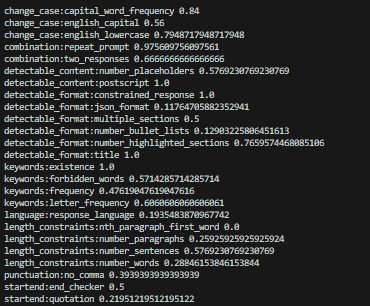 change_case:capital_word_frequency 0.84
change_case:english_capital 0.56
change_case:english_lowercase 0.7948717948717948
combination:repeat_prompt 0.975609756097561
combination:two_responses 0.6666666666666666
detectable_content:number_placeholders 0.5769230769230769
detectable_content:postscript 1.0
detectable_format:constrained_response 1.0
detectable_format:json_format 0.11764705882352941
detectable_format:multiple_sections 0.5
detectable_format:number_bullet_lists 0.12903225806451613
detectable_format:number_highlighted_sections 0.7659574468085106
detectable_format:title 1.0
keywords:existence 1.0
keywords:forbidden_words 0.5714285714285714
keywords:frequency 0.47619047619047616
keywords:letter_frequency 0.6060606060606061
language:response_language 0.1935483870967742
length_constraints:nth_paragraph_first_word 0.0
length_constraints:number_paragraphs 0.25925925925925924
length_constraints:number_sentences 0.5769230769230769
length_constraints:number_words 0.28846153846153844
punctuation:no_comma 0.3939393939393939
startend:end_checker 0.5
startend:quotation 0.21951219512195122